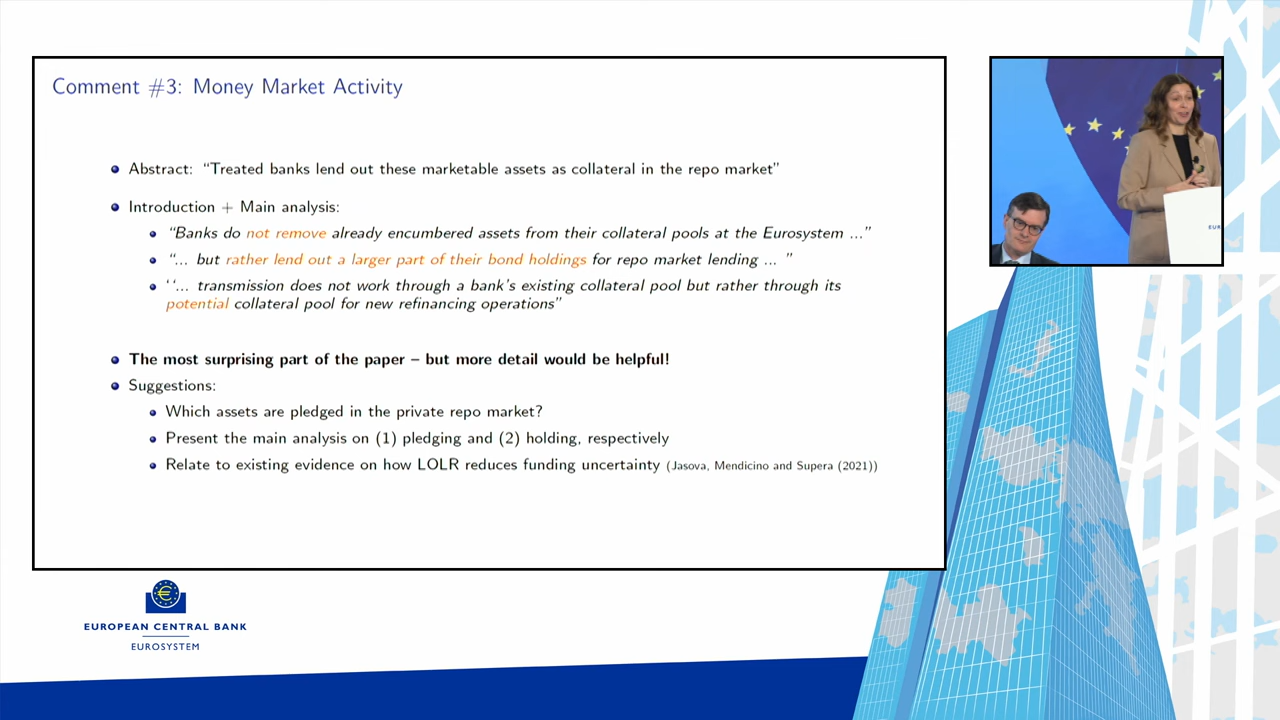 Comment #3: Money Market Activity
Abstract: “Treated banks lend out these marketable assets as collateral in the repo market”
Introduction + Main analysis:
“Banks do not remove already encumbered assets from their collateral pools at the Eurosystem ...”
“... but rather lend out a larger part of their bond holdings for repo market lending ... ”
‘‘... transmission does not work through a bank’s existing collateral pool but rather through its
potential collateral pool for new refinancing operations”
The most surprising part of the paper – but more detail would be helpful!
Suggestions:
Which assets are pledged in the private repo market?
Present the main analysis on (1) pledging and (2) holding, respectively
Relate to existing evidence on how LOLR reduces funding uncertainty (Jasova, Mendicino and Supera (2021))
EUR
EUROPEAN CENTRAL BANK
EUROSYSTEM